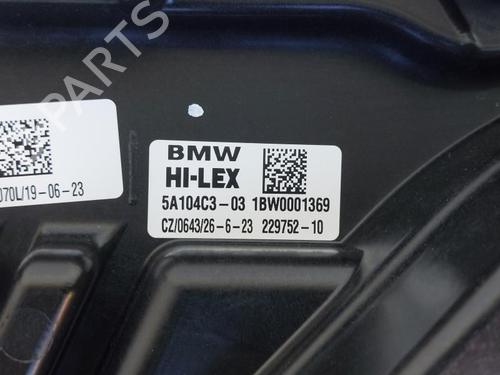 BMW
HI-LEX
5A104C3-03 1BW0001369
CZ/0643/26-6-23 229752-10
070L/19-06-23
B-PARTS